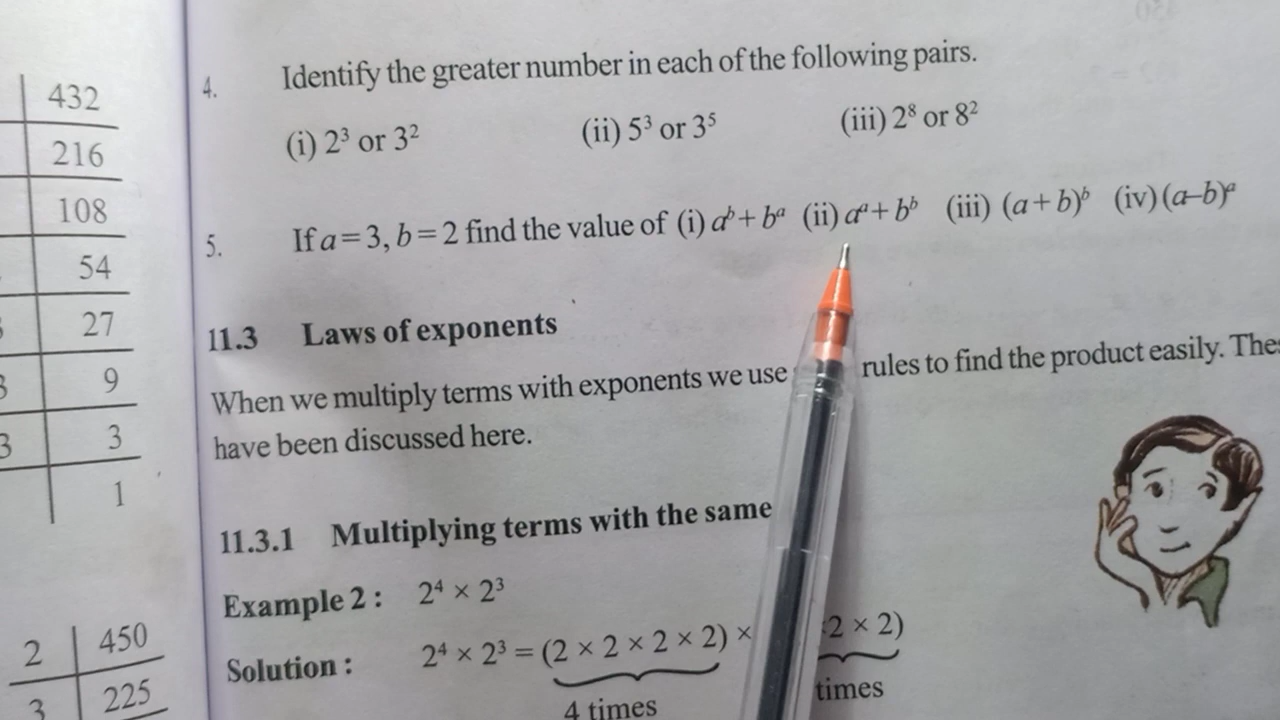 432
216
108
54
27
9
3
3
3
1
2 450
3 225
4. Identify the greater number in each of the following pairs.
(i) 2³ or 3² (ii) 5³ or 3⁵ (iii) 2⁸ or 8²
5. If a = 3, b = 2 find the value of (i) aᵇ + bᵃ (ii) aᵃ + bᵇ (iii) (a + b)ᵇ (iv) (a–b)ᵃ
11.3 Laws of exponents
When we multiply terms with exponents we use rules to find the product easily.
have been discussed here.
11.3.1 Multiplying terms with the same
Example 2 : 2⁴ × 2³
Solution : 2⁴ × 2³ = (2 × 2 × 2 × 2) × 2 × 2)
4 times times